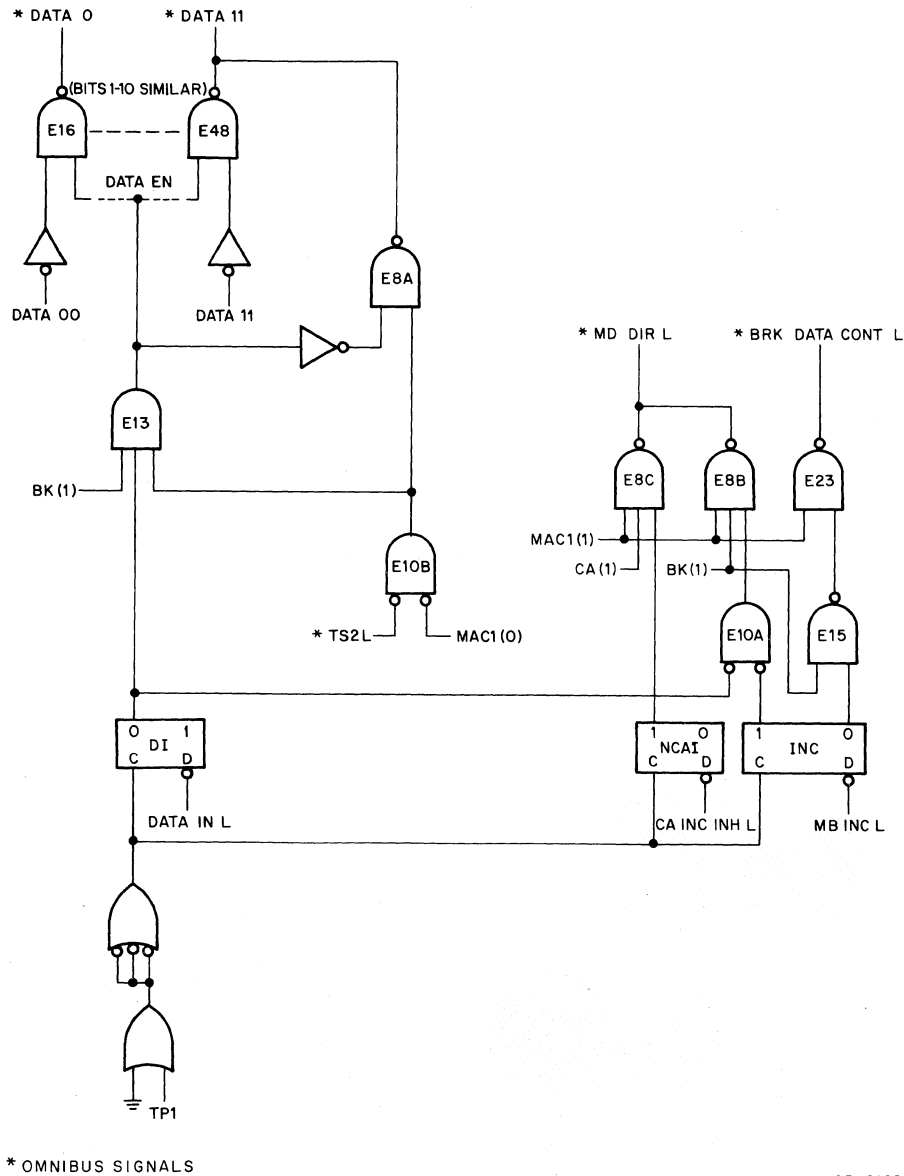 * DATA 0
* DATA 11
(BITS 1-10 SIMILAR)
E16
E48
DATA EN
E8A
DATA 00
DATA 11
* MD DIR L
* BRK DATA CONT L
E13
E8C
E8B
E23
BK(1)
MAC1(1)
CA(1)
BK(1)
E10B
E10A
E15
* TS2L
MAC1(0)
0 1
DI
C D
1 0
NCAI
C D
1 0
INC
C D
DATA IN L
CA INC INH L
MB INC L
TP1
* OMNIBUS SIGNALS